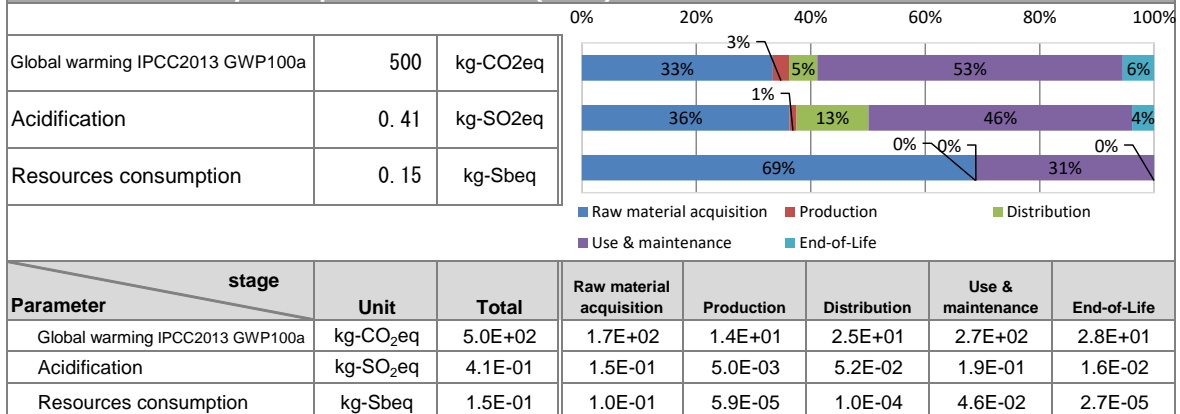 0% 20% 40% 60% 80% 100%
Global warming IPCC2013 GWP100a 500 kg-CO2eq
3%
33% 5% 53% 6%
Acidification 0.41 kg-SO2eq
1%
36% 13% 46% 4%
Resources consumption 0.15 kg-Sbeq
0% 0% 0%
69% 31%
Raw material acquisition Production Distribution
Use & maintenance End-of-Life
stage
Parameter Unit Total Raw material acquisition Production Distribution Use & maintenance End-of-Life
Global warming IPCC2013 GWP100a kg-CO₂eq 5.0E+02 1.7E+02 1.4E+01 2.5E+01 2.7E+02 2.8E+01
Acidification kg-SO₂eq 4.1E-01 1.5E-01 5.0E-03 5.2E-02 1.9E-01 1.6E-02
Resources consumption kg-Sbeq 1.5E-01 1.0E-01 5.9E-05 1.0E-04 4.6E-02 2.7E-05